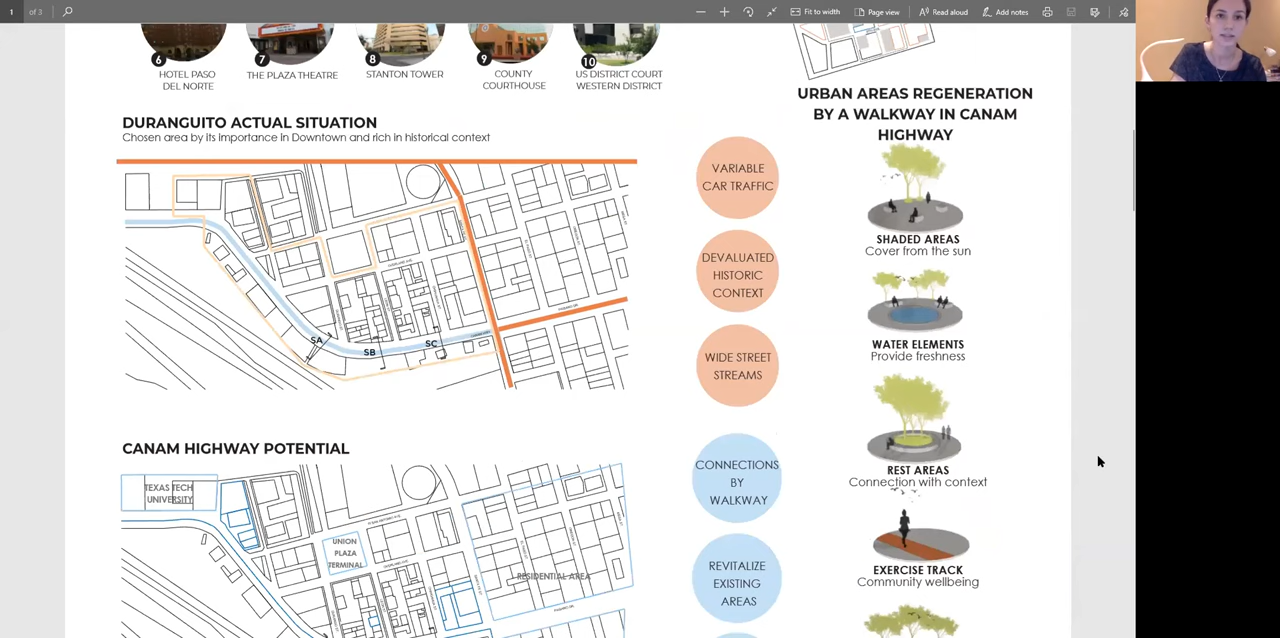 1 of 3
Fit to width
Page view
Read aloud
Add notes
6
7
8
9
10
HOTEL PASO
DEL NORTE
THE PLAZA THEATRE
STANTON TOWER
COUNTY
COURTHOUSE
US DISTRICT COURT
WESTERN DISTRICT
DURANGUITO ACTUAL SITUATION
Chosen area by its importance in Downtown and rich in historical context
SA
SB
SC
CANAM HIGHWAY POTENTIAL
TEXAS TECH
UNIVERSITY
UNION
PLAZA
TERMINAL
RESIDENTIAL AREA
VARIABLE
CAR TRAFFIC
DEVALUATED
HISTORIC
CONTEXT
WIDE STREET
STREAMS
CONNECTIONS
BY
WALKWAY
REVITALIZE
EXISTING
AREAS
URBAN AREAS REGENERATION
BY A WALKWAY IN CANAM
HIGHWAY
SHADED AREAS
Cover from the sun
WATER ELEMENTS
Provide freshness
REST AREAS
Connection with context
EXERCISE TRACK
Community wellbeing